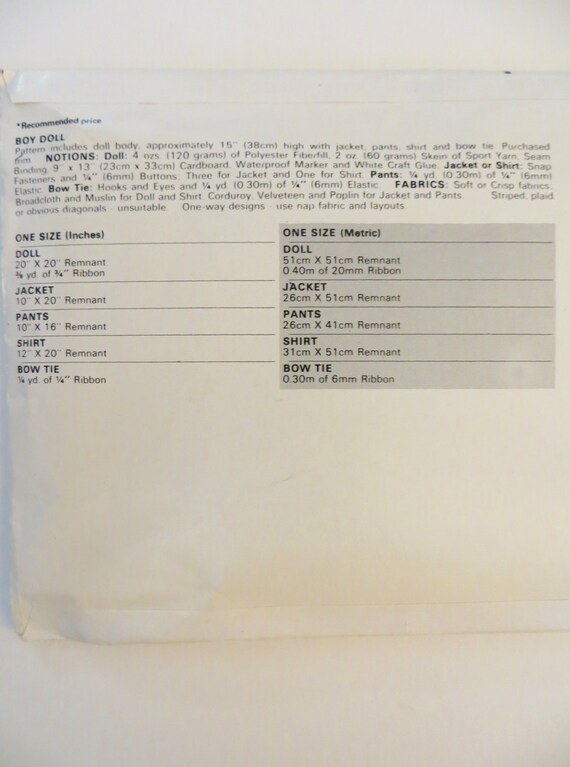 *Recommended price
BOY DOLL
Pattern includes doll body, approximately 15" (38cm) high with jacket, pants, shirt and bow tie. Purchased
trim. NOTIONS: Doll: 4 ozs. (120 grams) of Polyester Fiberfill, 2 oz. (60 grams) Skein of Sport Yarn, Seam
Binding, 9" x 13" (23cm x 33cm) Cardboard, Waterproof Marker and White Craft Glue. Jacket or Shirt: Snap
Fasteners and ¼" (6mm) Buttons, Three for Jacket and One for Shirt. Pants: ¼ yd. (0.30m) of ¼" (6mm)
Elastic. Bow Tie: Hooks and Eyes and ¼ yd. (0.30m) of ¼" (6mm) Elastic. FABRICS: Soft or Crisp fabrics,
Broadcloth and Muslin for Doll and Shirt. Corduroy, Velveteen and Poplin for Jacket and Pants. Striped, plaid
or obvious diagonals - unsuitable. One-way designs - use nap fabric and layouts.
ONE SIZE (Inches)
DOLL
20" X 20" Remnant
⅜ yd. of ¾" Ribbon
JACKET
10" X 20" Remnant
PANTS
10" X 16" Remnant
SHIRT
12" X 20" Remnant
BOW TIE
¼ yd. of ¼" Ribbon
ONE SIZE (Metric)
DOLL
51cm X 51cm Remnant
0.40m of 20mm Ribbon
JACKET
26cm X 51cm Remnant
PANTS
26cm X 41cm Remnant
SHIRT
31cm X 51cm Remnant
BOW TIE
0.30m of 6mm Ribbon